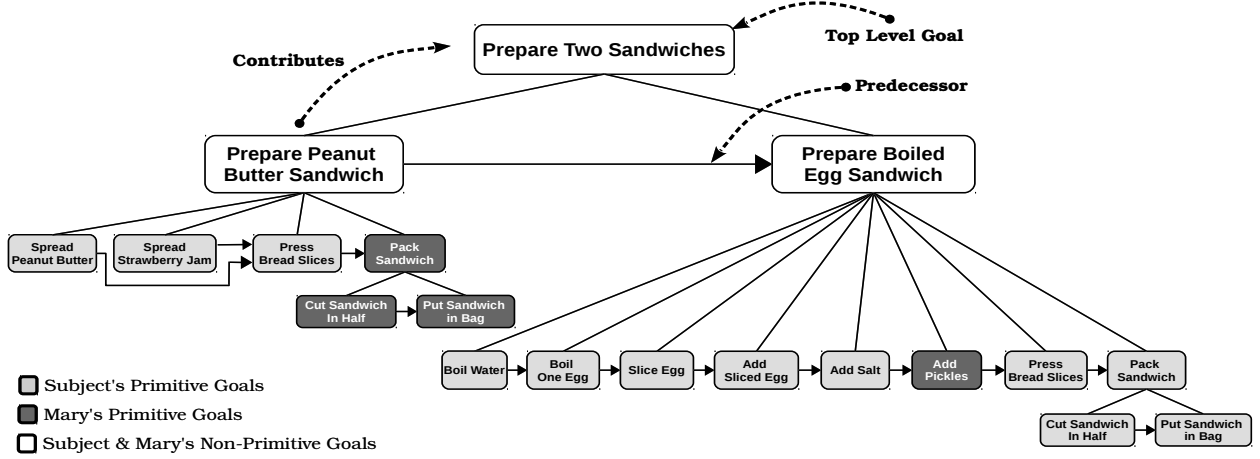 Prepare Two Sandwiches
Top Level Goal
Contributes
Predecessor
Prepare Peanut
Butter Sandwich
Prepare Boiled
Egg Sandwich
Spread
Peanut Butter
Spread
Strawberry Jam
Press
Bread Slices
Pack
Sandwich
Cut Sandwich
In Half
Put Sandwich
in Bag
Boil Water
Boil
One Egg
Slice Egg
Add
Sliced Egg
Add Salt
Add
Pickles
Press
Bread Slices
Pack
Sandwich
Cut Sandwich
In Half
Put Sandwich
in Bag
Subject's Primitive Goals
Mary's Primitive Goals
Subject & Mary's Non-Primitive Goals